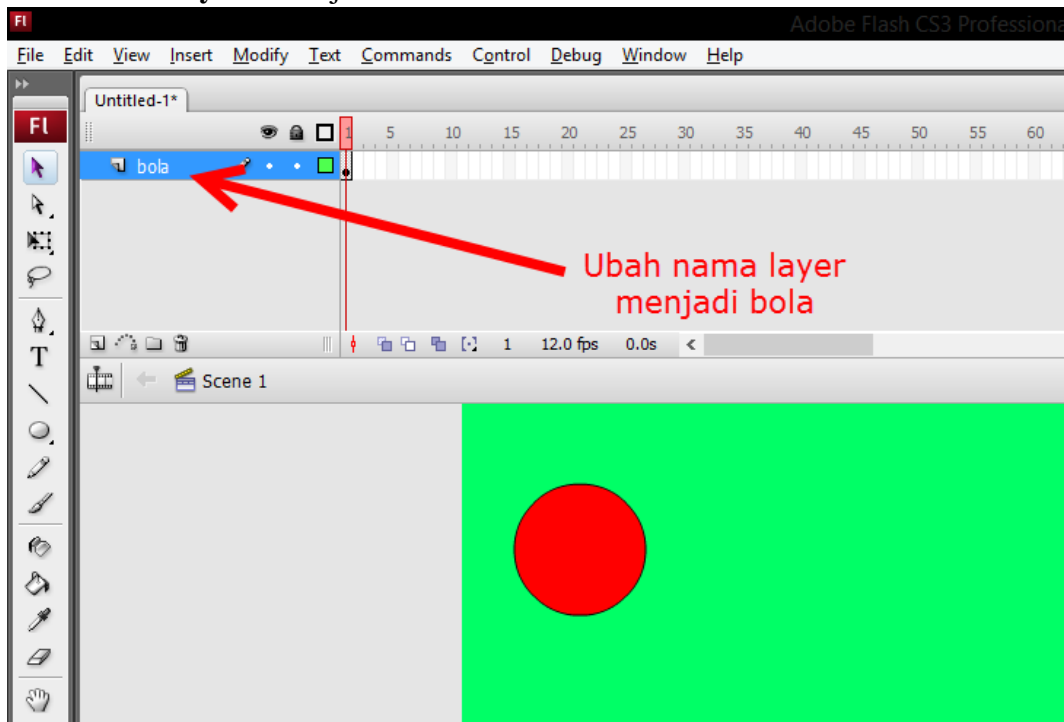 Fl
Adobe Flash CS3 Professiona
File Edit View Insert Modify Text Commands Control Debug Window Help
Untitled-1*
Fl
1 5 10 15 20 25 30 35 40 45 50 55 60
bola
Ubah nama layer
menjadi bola
1 12.0 fps 0.0s
T
Scene 1